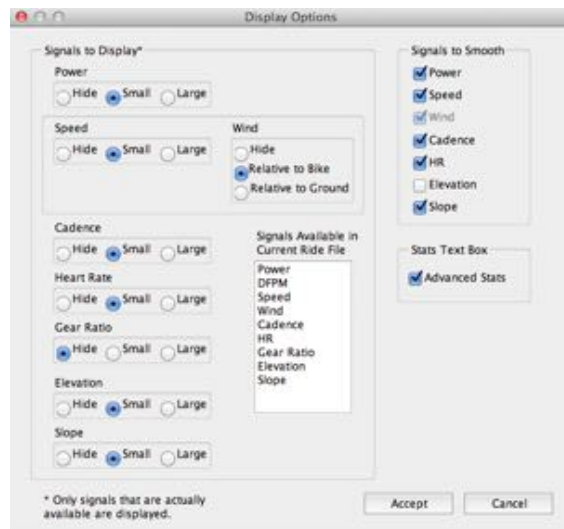 Display Options
Signals to Display*
Power
Hide Small Large
Speed
Hide Small Large
Wind
Hide
Relative to Bike
Relative to Ground
Cadence
Hide Small Large
Heart Rate
Hide Small Large
Gear Ratio
Hide Small Large
Elevation
Hide Small Large
Slope
Hide Small Large
Signals Available in
Current Ride File
Power
DFPM
Speed
Wind
Cadence
HR
Gear Ratio
Elevation
Slope
Signals to Smooth
Power
Speed
Wind
Cadence
HR
Elevation
Slope
Stats Text Box
Advanced Stats
* Only signals that are actually
available are displayed.
Accept
Cancel